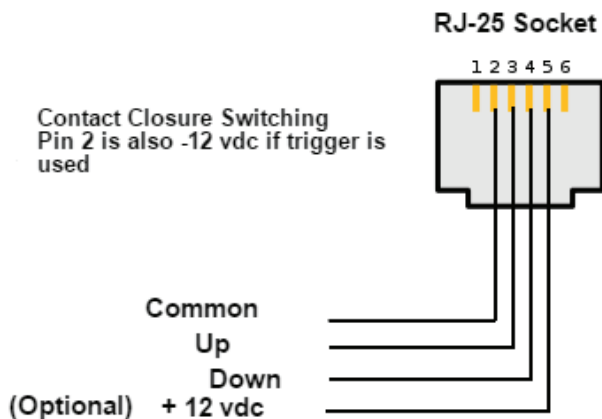 RJ-25 Socket
1 2 3 4 5 6
Contact Closure Switching
Pin 2 is also -12 vdc if trigger is
used
Common
Up
Down
(Optional) + 12 vdc